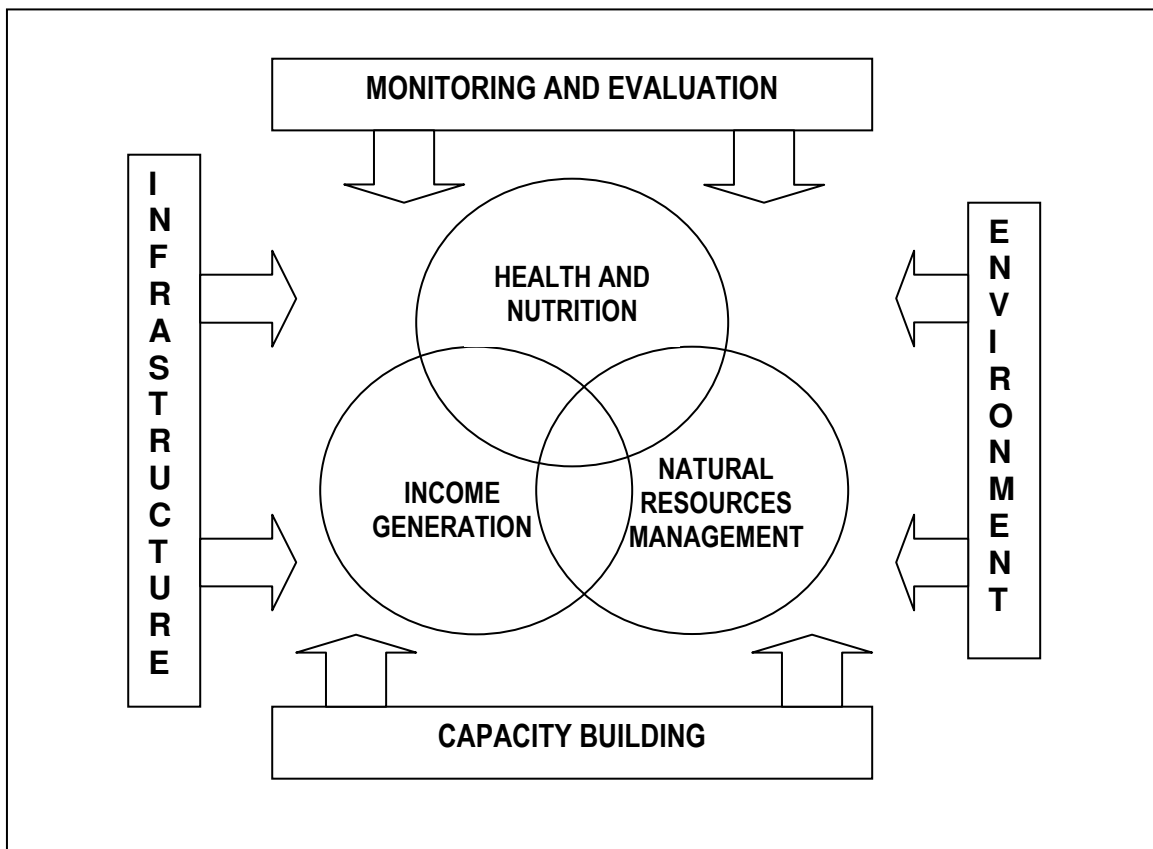 MONITORING AND EVALUATION
INFRASTRUCTURE
ENVIRONMENT
HEALTH AND
NUTRITION
INCOME
GENERATION
NATURAL
RESOURCES
MANAGEMENT
CAPACITY BUILDING